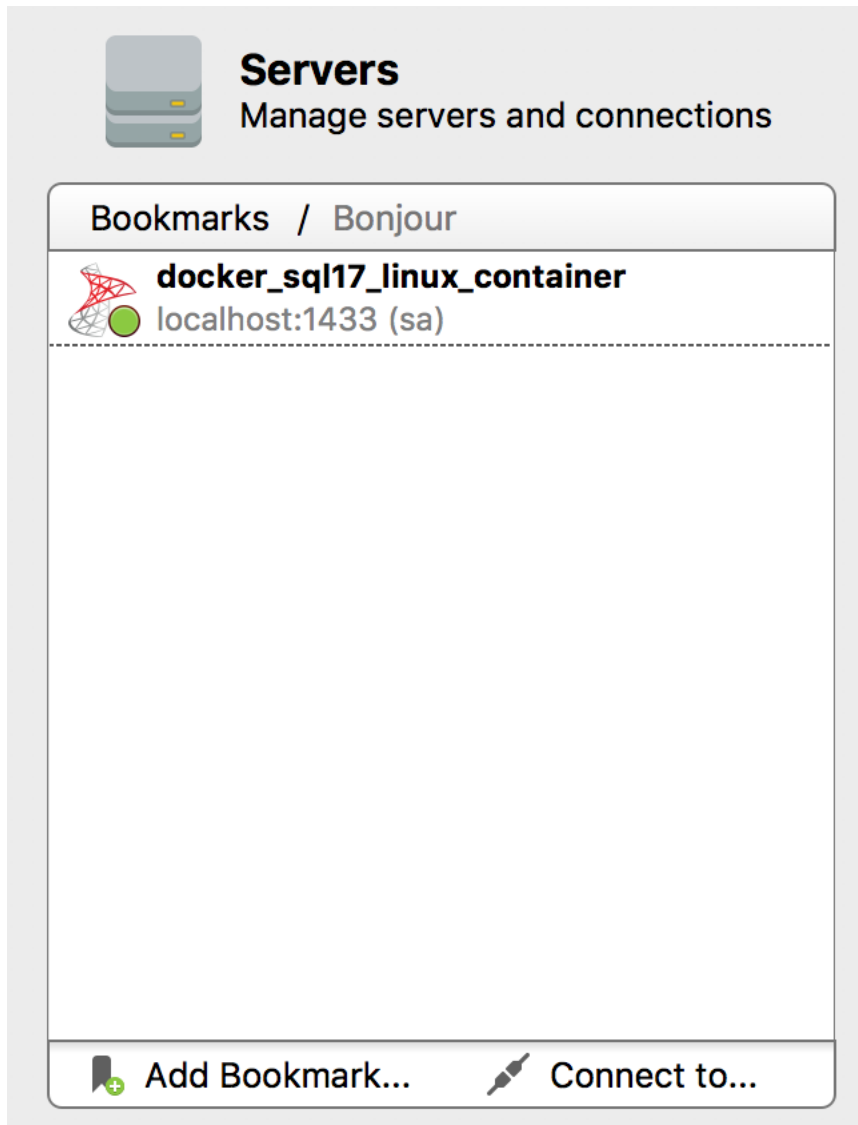 Servers
Manage servers and connections
Bookmarks / Bonjour
docker_sql17_linux_container
localhost:1433 (sa)
Add Bookmark... Connect to...